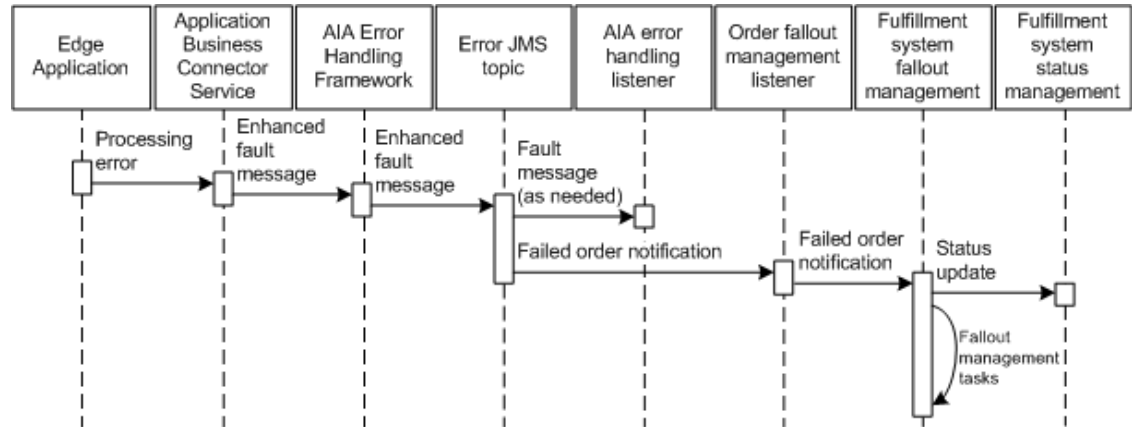 Edge
Application
Application
Business
Connector
Service
AIA Error
Handling
Framework
Error JMS
topic
AIA error
handling
listener
Order fallout
management
listener
Fulfillment
system
fallout
management
Fulfillment
system
status
management
Processing
error
Enhanced
fault
message
Enhanced
fault
message
Fault
message
(as needed)
Failed order notification
Failed order
notification
Status
update
Fallout
management
tasks